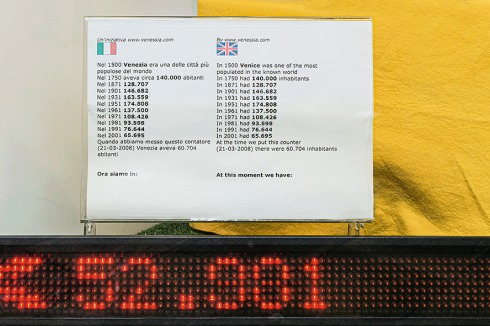 Un'iniziativa www.venessia.com
Nel 1500 Venezia era una delle città più
popolose del mondo
Nel 1750 aveva circa 140.000 abitanti
Nel 1871 128.707
Nel 1901 146.682
Nel 1931 163.559
Nel 1951 174.808
Nel 1961 137.500
Nel 1971 108.426
Nel 1981 93.598
Nel 1991 76.644
Nel 2001 65.695
Quando abbiamo messo questo contatore
(21-03-2008) Venezia aveva 60.704
abitanti
Ora siamo in:
By www.venessia.com
In 1500 Venice was one of the most
populated in the known world
In 1750 had 140.000 inhabitants
In 1871 had 128.707
In 1901 had 146.682
In 1931 had 163.559
In 1951 had 174.808
In 1961 had 137.500
In 1971 had 108.426
In 1981 had 93.598
In 1991 had 76.644
In 2001 had 65.695
At the time we put this counter
(21-03-2008) there were 60.704 inhabitants
At this moment we have:
52.001